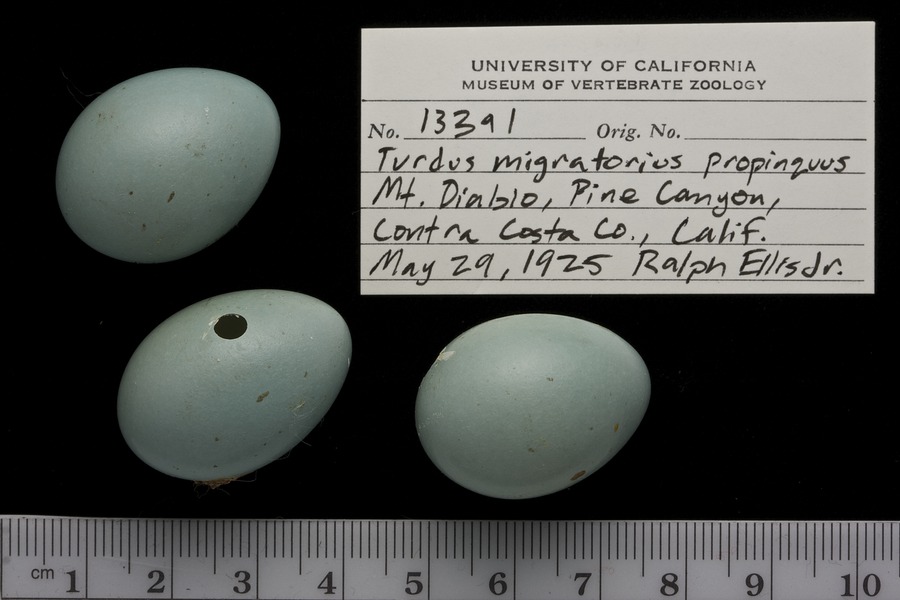 UNIVERSITY OF CALIFORNIA
MUSEUM OF VERTEBRATE ZOOLOGY
No. 13391 Orig. No.
Turdus migratorius propinquus
Mt. Diablo, Pine Canyon,
Contra Costa Co., Calif.
May 29, 1925 Ralph Ellis Jr.
cm 1 2 3 4 5 6 7 8 9 10